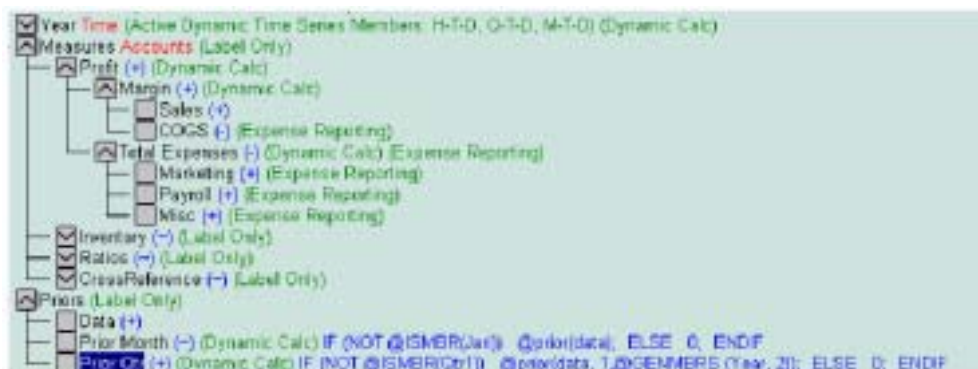 Year Time (Active Dynamic Time Series Members: H-T-D, Q-T-D, M-T-D) (Dynamic Calc)
Measures Accounts (Label Only)
Profit (+) (Dynamic Calc)
Margin (+) (Dynamic Calc)
Sales (+)
COGS (-) (Expense Reporting)
Total Expenses (-) (Dynamic Calc) (Expense Reporting)
Marketing (+) (Expense Reporting)
Payroll (+) (Expense Reporting)
Misc (+) (Expense Reporting)
Inventory (~) (Label Only)
Ratios (~) (Label Only)
CrossReference (~) (Label Only)
Priors (Label Only)
Data (+)
Prior Month (~) (Dynamic Calc) IF (NOT @ISMBR(Jan)) @prior(data); ELSE 0; ENDIF
Prior Qtr (+) (Dynamic Calc) IF (NOT @ISMBR(Qtr1)) @prior(data, 1,@GENMBRS (Year, 2)); ELSE 0; ENDIF